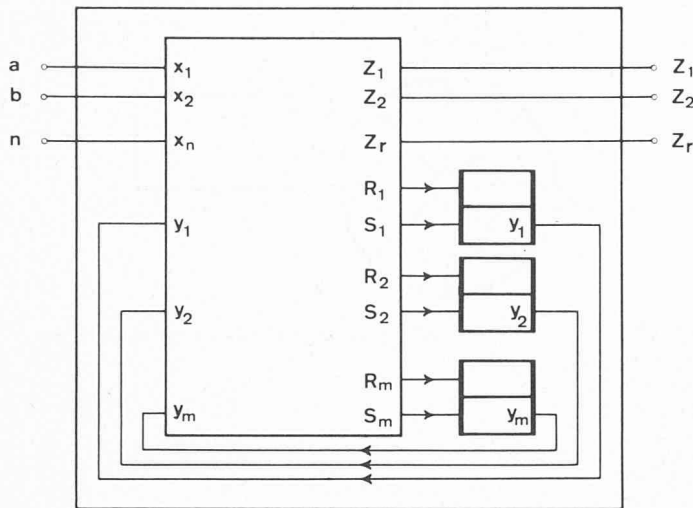 a x₁ Z₁ Z₁
b x₂ Z₂ Z₂
n xₙ Zᵣ Zᵣ
R₁
y₁ S₁ y₁
R₂
y₂ S₂ y₂
Rₘ
yₘ Sₘ yₘ